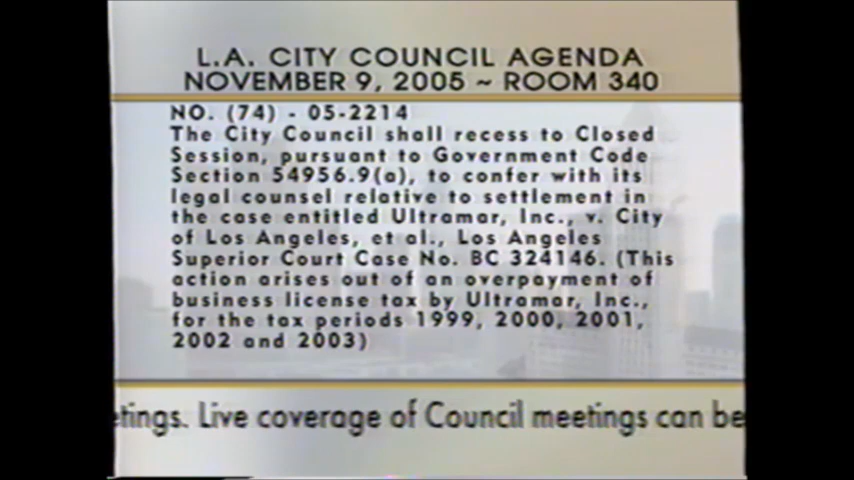 L.A. CITY COUNCIL AGENDA
NOVEMBER 9, 2005 ~ ROOM 340
NO. (74) - 05-2214
The City Council shall recess to Closed
Session, pursuant to Government Code
Section 54956.9(a), to confer with its
legal counsel relative to settlement in
the case entitled Ultramar, Inc., v. City
of Los Angeles, et al., Los Angeles
Superior Court Case No. BC 324146. (This
action arises out of an overpayment of
business license tax by Ultramar, Inc.,
for the tax periods 1999, 2000, 2001,
2002 and 2003)
etings. Live coverage of Council meetings can be